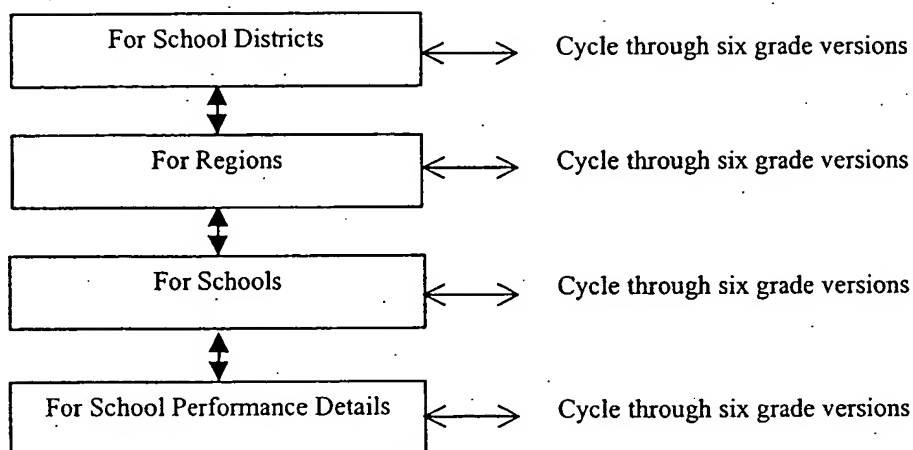 For School Districts
Cycle through six grade versions
For Regions
Cycle through six grade versions
For Schools
Cycle through six grade versions
For School Performance Details
Cycle through six grade versions